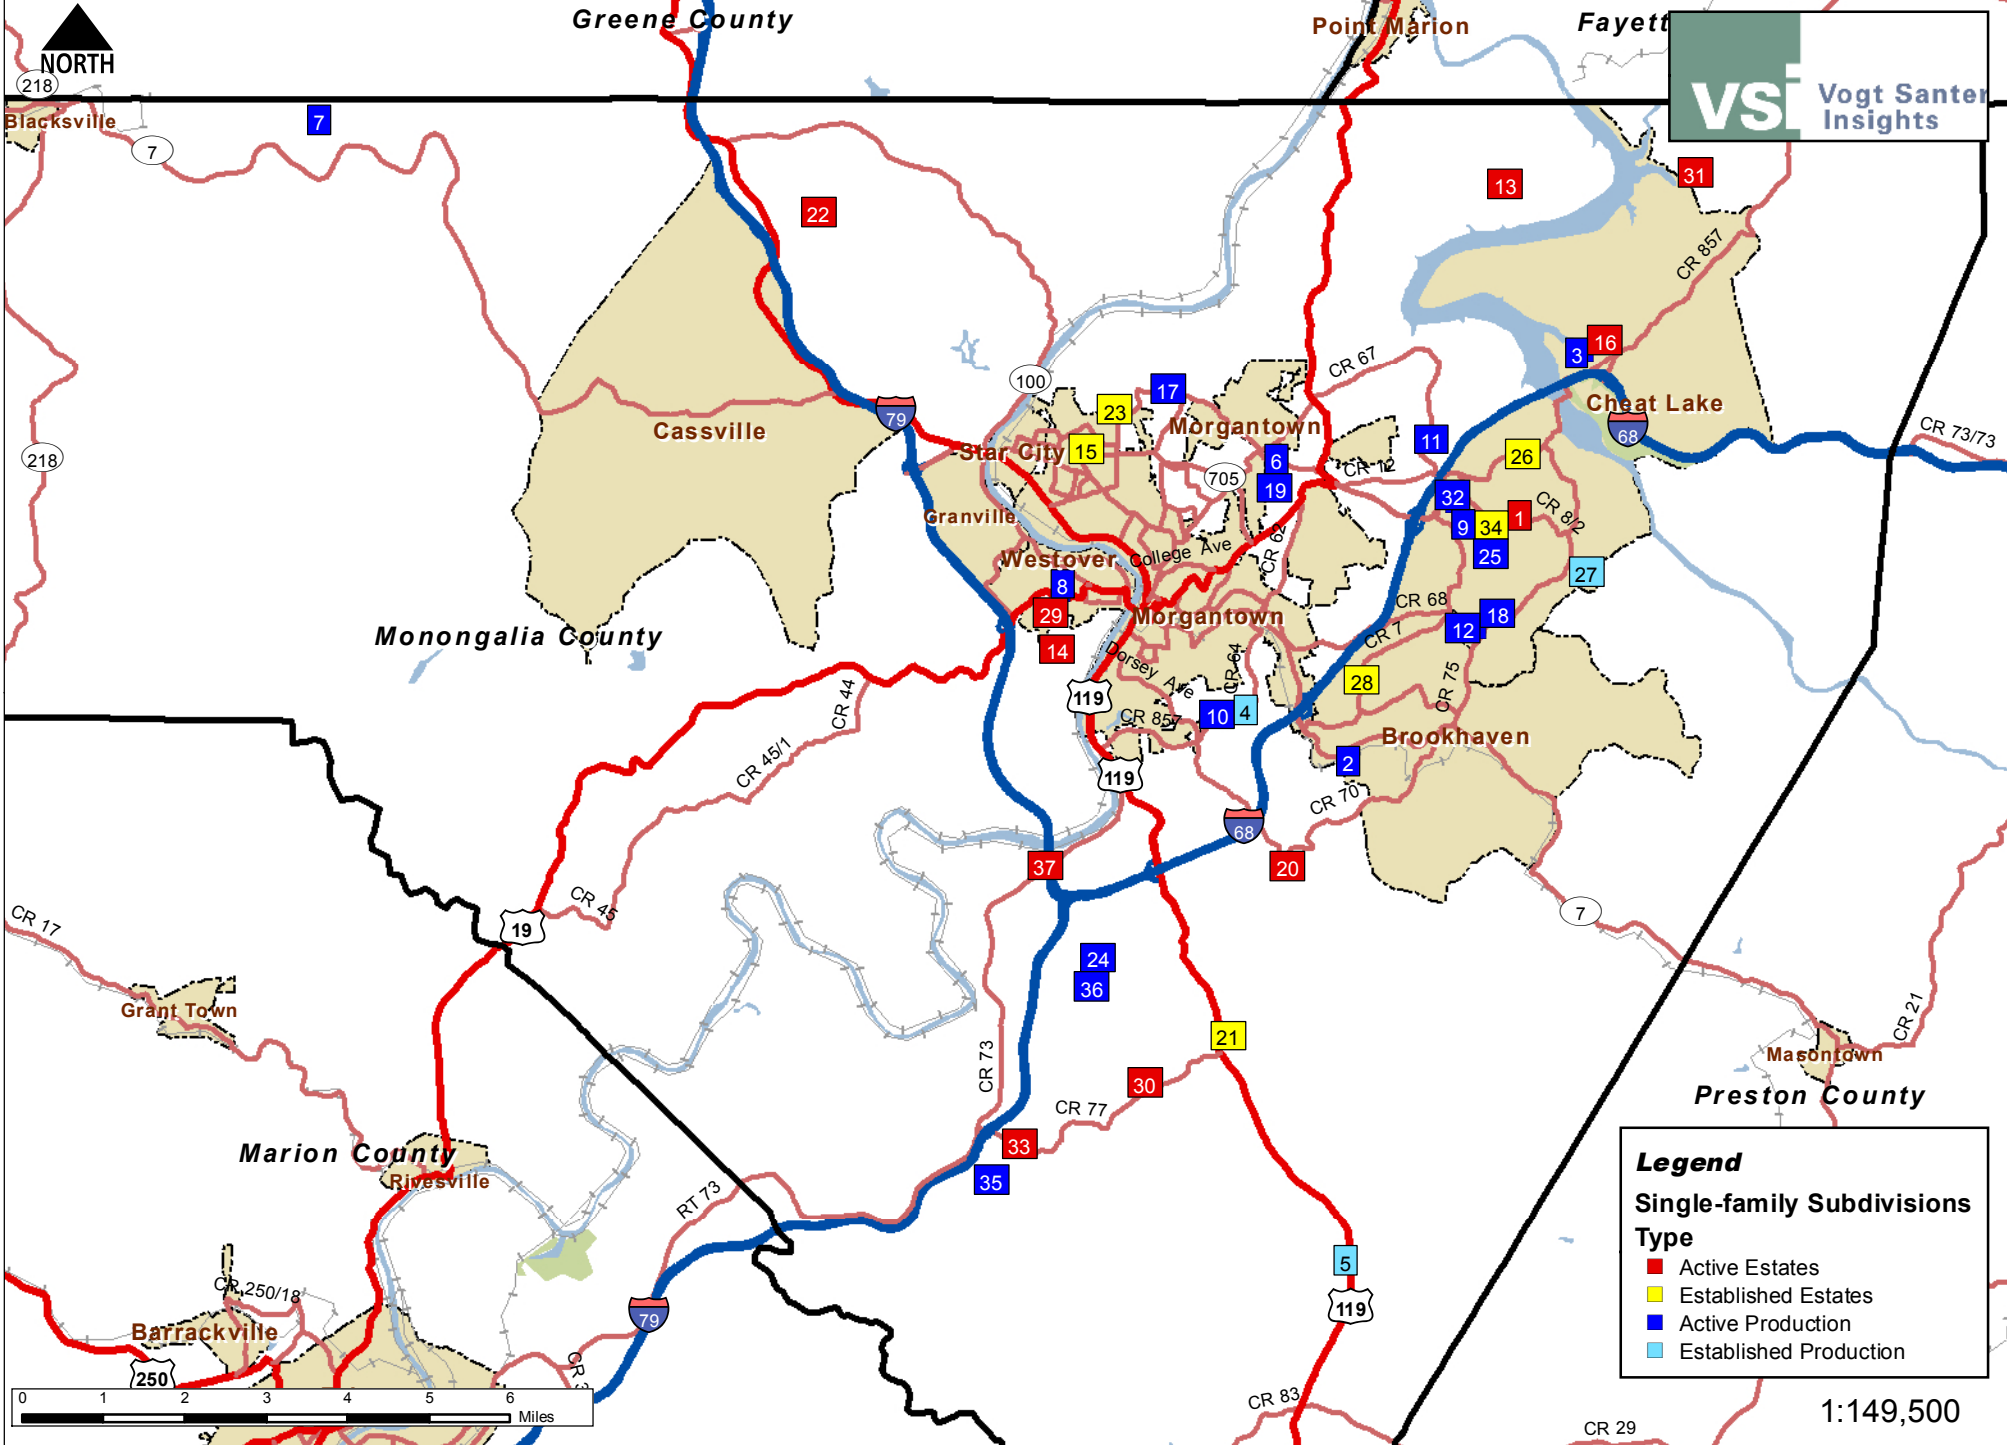 Greene County
Point Marion
Fayett
NORTH
VSi
Vogt Santer
Insights
218
Blacksville
7
7
22
13
31
CR 857
100
CR 67
3
16
79
17
23
Cheat Lake
68
CR 73/73
Cassville
Morgantown
11
218
Star City
15
6
26
705
CR 12
19
32
Granville
9
34
1
CR 8/2
College Ave
CR 62
25
Westover
8
27
29
Morgantown
CR 68
18
12
Monongalia County
14
CR 7
Dorsey Ave
CR 64
28
CR 75
119
CR 44
CR 857
10
4
Brookhaven
CR 45/1
119
2
CR 70
68
37
20
CR 45
19
CR 17
7
24
36
Grant Town
21
CR 21
Masontown
CR 73
30
Preston County
CR 77
33
Marion County
Rivesville
35
RT 73
5
119
79
CR 250/18
Barrackville
250
CR 83
CR 29
Legend
Single-family Subdivisions
Type
Active Estates
Established Estates
Active Production
Established Production
0 1 2 3 4 5 6
Miles
1:149,500